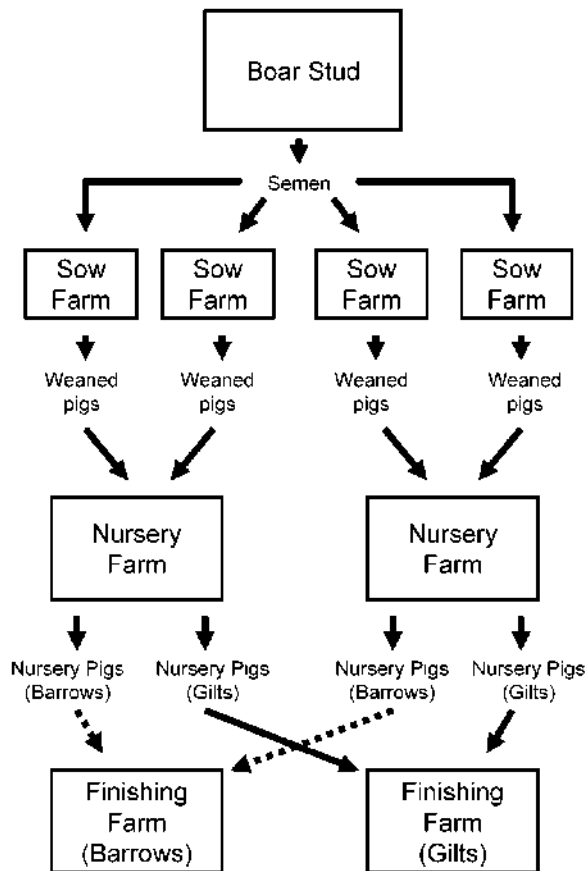 Boar Stud
Semen
Sow
Farm
Sow
Farm
Sow
Farm
Sow
Farm
Weaned
pigs
Weaned
pigs
Weaned
pigs
Weaned
pigs
Nursery
Farm
Nursery
Farm
Nursery Pigs
(Barrows)
Nursery Pigs
(Gilts)
Nursery Pigs
(Barrows)
Nursery Pigs
(Gilts)
Finishing
Farm
(Barrows)
Finishing
Farm
(Gilts)